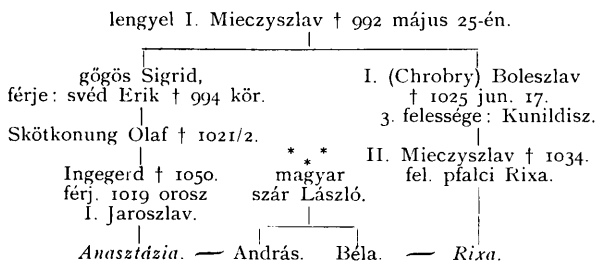 lengyel I. Mieczyszlav † 992 május 25-én.
gőgös Sigrid,
férje: svéd Erik † 994 kör.
I. (Chrobry) Boleszlav
† 1025 jun. 17.
3. felessége: Kunildisz.
Skötkonung Olaf † 1021/2.
Ingegerd † 1050.
férj. 1019 orosz
I. Jaroszlav.
* * *
magyar
szár László.
II. Mieczyszlav † 1034.
fel. pfalci Rixa.
Anasztázia. — András. Béla. — Rixa.